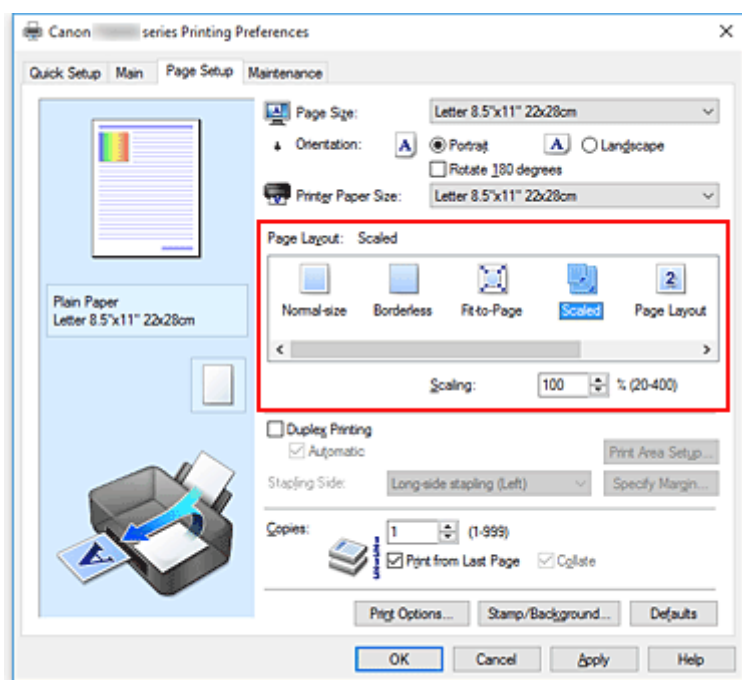 Canon series Printing Preferences
Quick Setup Main Page Setup Maintenance
Page Size: Letter 8.5"x11" 22x28cm
Orientation: A Portrait A Landscape
Rotate 180 degrees
Printer Paper Size: Letter 8.5"x11" 22x28cm
Page Layout: Scaled
Normal-size Borderless Fit-to-Page Scaled 2 Page Layout
Scaling: 100 % (20-400)
Plain Paper
Letter 8.5"x11" 22x28cm
Duplex Printing
Automatic Print Area Setup...
Stapling Side: Long-side stapling (Left) Specify Margin...
Copies: 1 (1-999)
Print from Last Page Collate
A
Print Options... Stamp/Background... Defaults
OK Cancel Apply Help